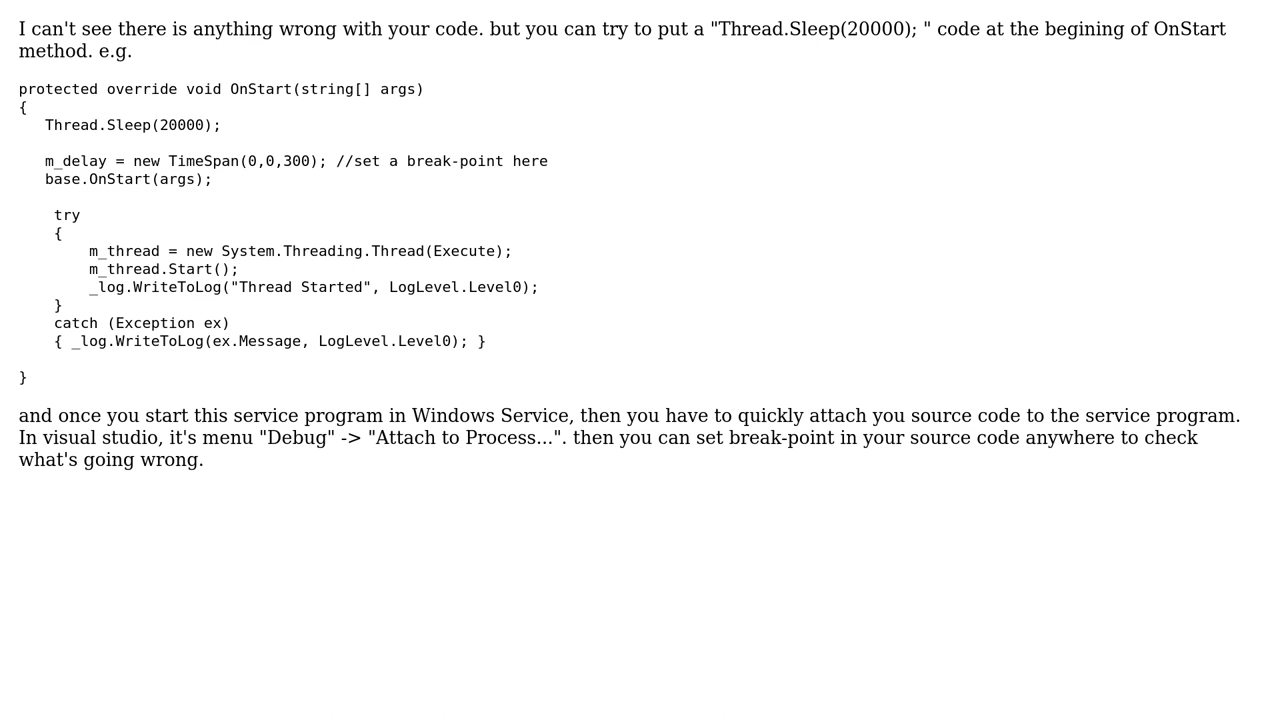 I can't see there is anything wrong with your code. but you can try to put a "Thread.Sleep(20000); " code at the begining of OnStart
method. e.g.
protected override void OnStart(string[] args)
{
   Thread.Sleep(20000);
   m_delay = new TimeSpan(0,0,300); //set a break-point here
   base.OnStart(args);
    try
    {
        m_thread = new System.Threading.Thread(Execute);
        m_thread.Start();
        _log.WriteToLog("Thread Started", LogLevel.Level0);
    }
    catch (Exception ex)
    { _log.WriteToLog(ex.Message, LogLevel.Level0); }
}
and once you start this service program in Windows Service, then you have to quickly attach you source code to the service program.
In visual studio, it's menu "Debug" -> "Attach to Process...". then you can set break-point in your source code anywhere to check
what's going wrong.